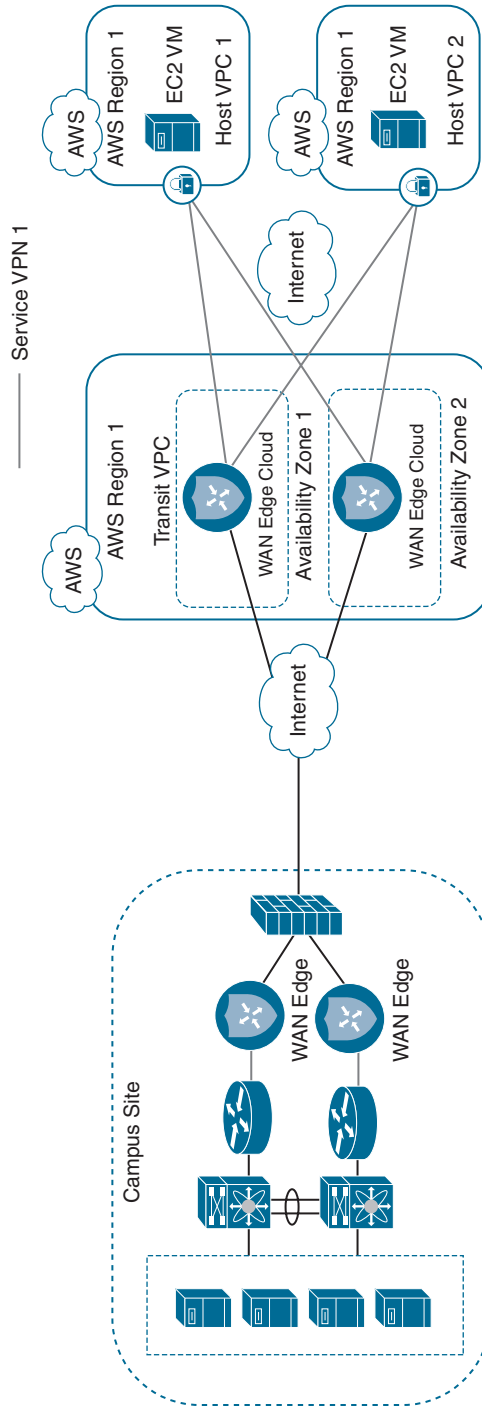 Service VPN 1
Campus Site
WAN Edge
WAN Edge
Internet
AWS
AWS Region 1
Transit VPC
WAN Edge Cloud
Availability Zone 1
WAN Edge Cloud
Availability Zone 2
Internet
AWS
AWS Region 1
EC2 VM
Host VPC 1
AWS
AWS Region 1
EC2 VM
Host VPC 2